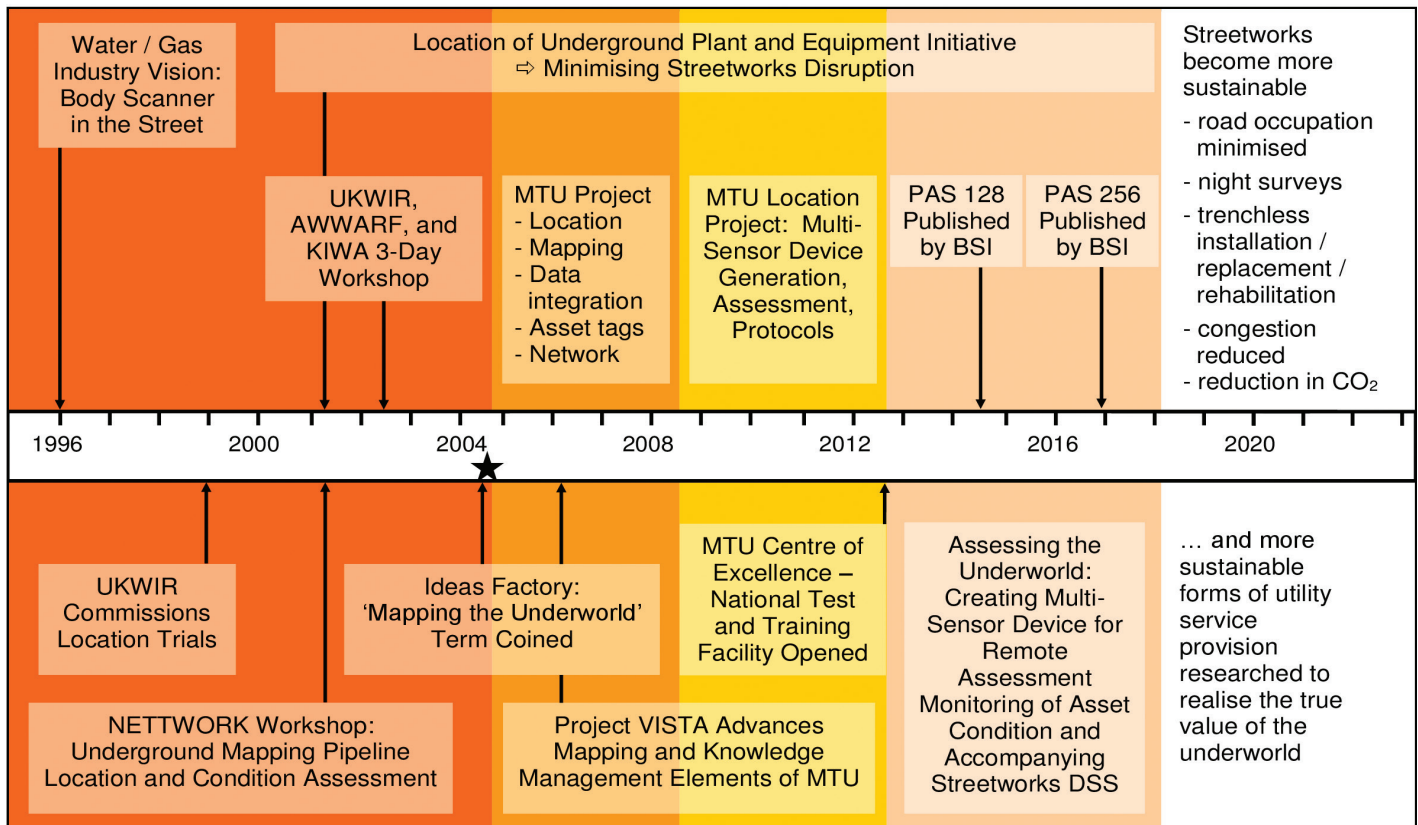 Water / Gas
Industry Vision:
Body Scanner
in the Street
Location of Underground Plant and Equipment Initiative
⇨ Minimising Streetworks Disruption
UKWIR,
AWWARF, and
KIWA 3-Day
Workshop
MTU Project
- Location
- Mapping
- Data
integration
- Asset tags
- Network
MTU Location
Project: Multi-
Sensor Device
Generation,
Assessment,
Protocols
PAS 128
Published
by BSI
PAS 256
Published
by BSI
Streetworks
become more
sustainable
- road occupation
minimised
- night surveys
- trenchless
installation /
replacement /
rehabilitation
- congestion
reduced
- reduction in CO₂
1996 2000 2004 2008 2012 2016 2020
UKWIR
Commissions
Location Trials
NETTWORK Workshop:
Underground Mapping Pipeline
Location and Condition Assessment
Ideas Factory:
‘Mapping the Underworld’
Term Coined
Project VISTA Advances
Mapping and Knowledge
Management Elements of MTU
MTU Centre of
Excellence –
National Test
and Training
Facility Opened
Assessing the
Underworld:
Creating Multi-
Sensor Device for
Remote
Assessment
Monitoring of Asset
Condition and
Accompanying
Streetworks DSS
… and more
sustainable
forms of utility
service
provision
researched to
realise the true
value of the
underworld